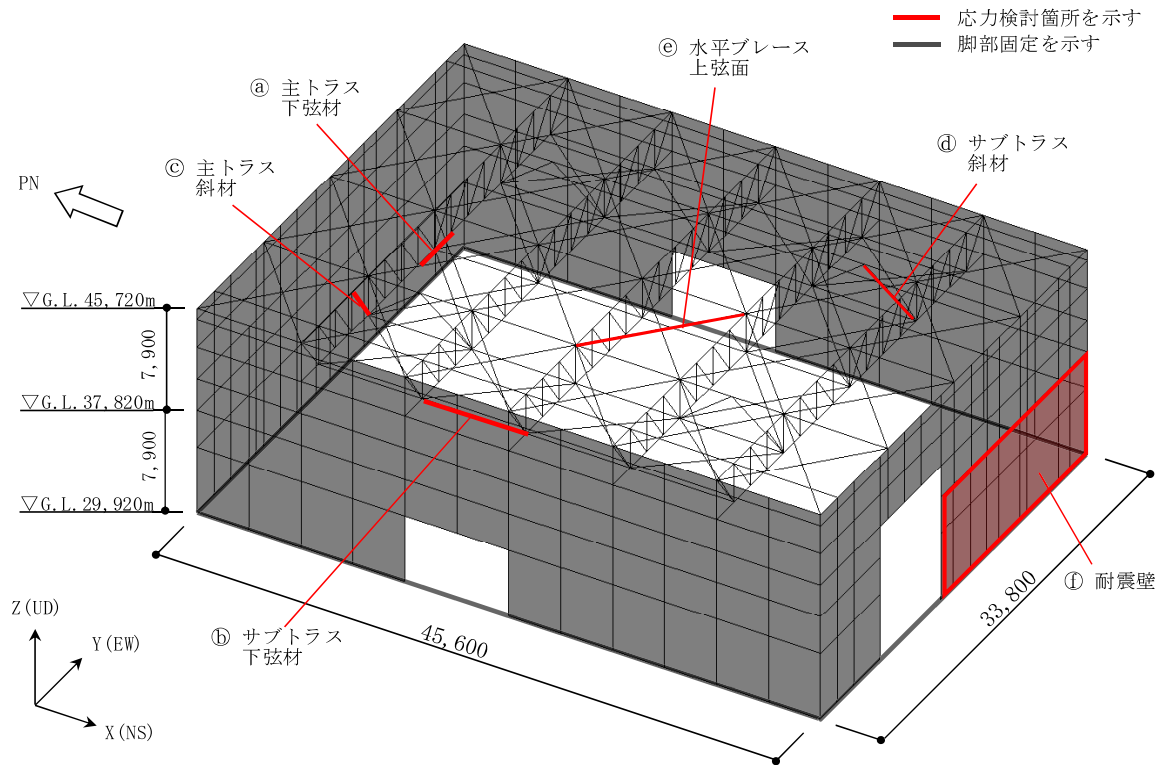 応力検討箇所を示す
脚部固定を示す
ⓔ 水平ブレース
上弦面
ⓐ 主トラス
下弦材
ⓓ サブトラス
斜材
ⓒ 主トラス
斜材
PN
▽G.L.45,720m
7,900
▽G.L.37,820m
7,900
▽G.L.29,920m
ⓕ 耐震壁
33,800
Z(UD)
Y(EW)
X(NS)
ⓑ サブトラス
下弦材
45,600